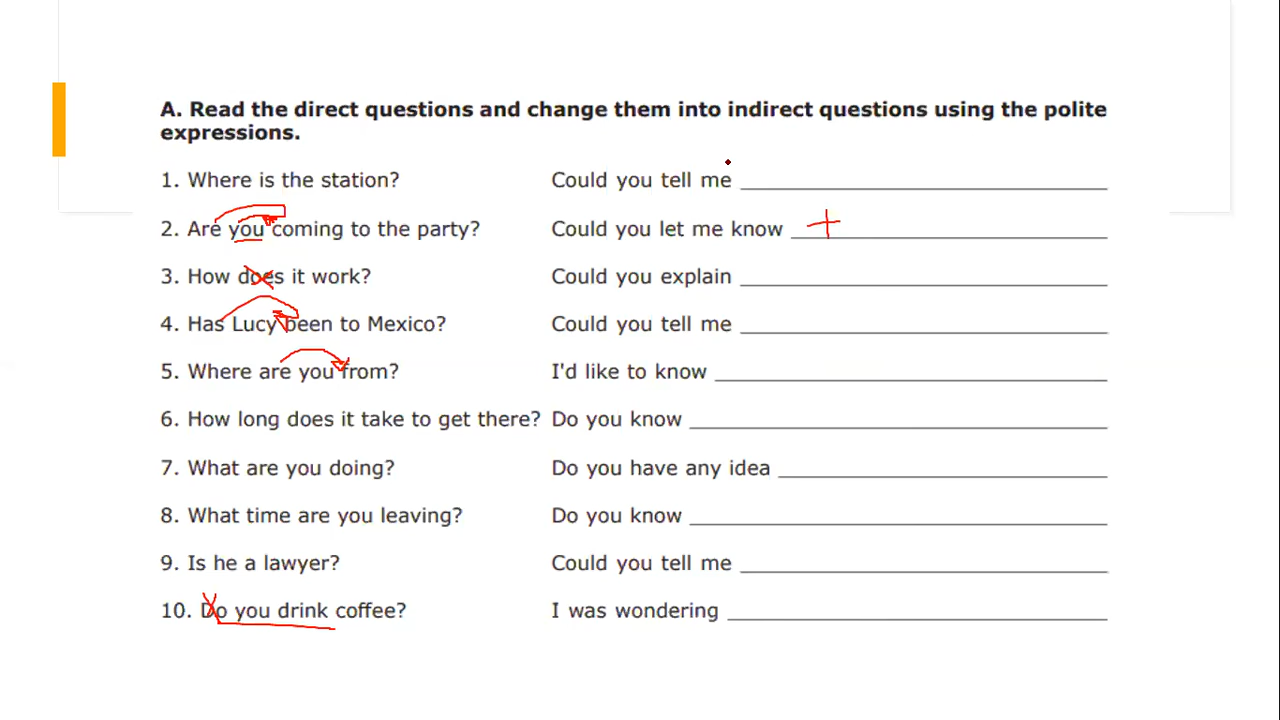 A. Read the direct questions and change them into indirect questions using the polite
expressions.
1. Where is the station? Could you tell me
2. Are you coming to the party? Could you let me know +
3. How does it work? Could you explain
4. Has Lucy been to Mexico? Could you tell me
5. Where are you from? I'd like to know
6. How long does it take to get there? Do you know
7. What are you doing? Do you have any idea
8. What time are you leaving? Do you know
9. Is he a lawyer? Could you tell me
10. Do you drink coffee? I was wondering